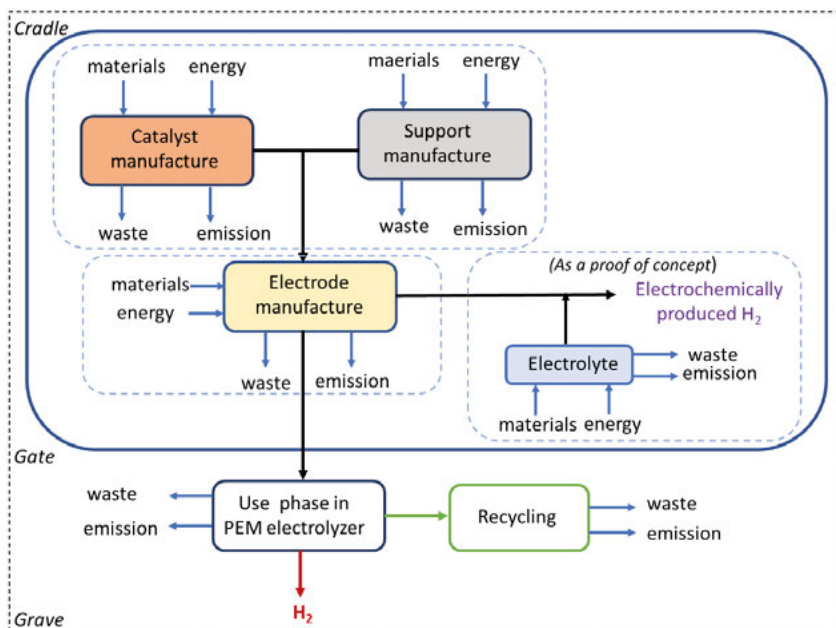 Cradle
materials energy
maerials energy
Catalyst
manufacture
Support
manufacture
waste emission
waste emission
materials
energy
Electrode
manufacture
waste emission
(As a proof of concept)
Electrochemically
produced H₂
Electrolyte
waste
emission
materials energy
Gate
waste
emission
Use phase in
PEM electrolyzer
Recycling
waste
emission
H₂
Grave